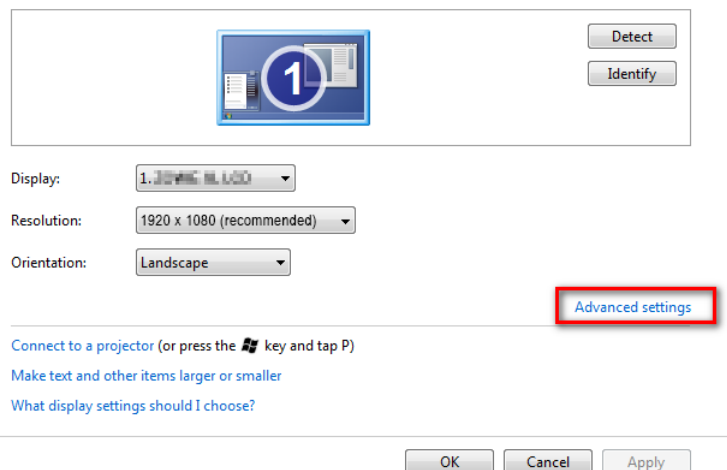 Detect
1
Identify
Display: 1.
Resolution: 1920 x 1080 (recommended)
Orientation: Landscape
Advanced settings
Connect to a projector (or press the key and tap P)
Make text and other items larger or smaller
What display settings should I choose?
OK Cancel Apply